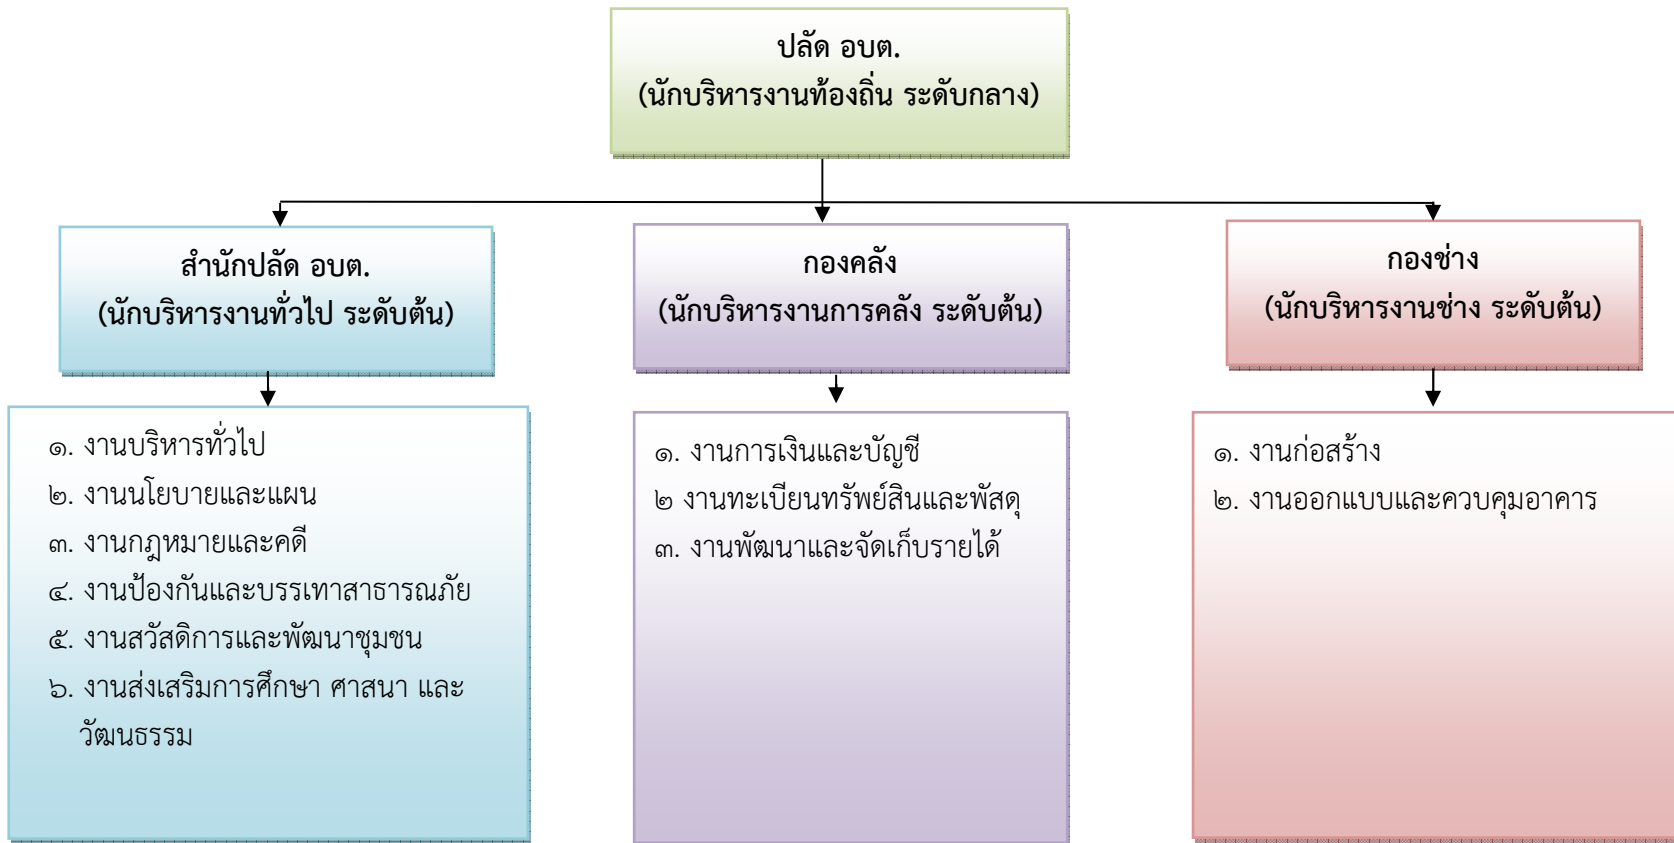 ปลัด อบต.
(นักบริหารงานท้องถิ่น ระดับกลาง)
สำนักปลัด อบต.
(นักบริหารงานทั่วไป ระดับต้น)
กองคลัง
(นักบริหารงานการคลัง ระดับต้น)
กองช่าง
(นักบริหารงานช่าง ระดับต้น)
๑. งานบริหารทั่วไป
๒. งานนโยบายและแผน
๓. งานกฎหมายและคดี
๔. งานป้องกันและบรรเทาสาธารณภัย
๕. งานสวัสดิการและพัฒนาชุมชน
๖. งานส่งเสริมการศึกษา ศาสนา และ
วัฒนธรรม
๑. งานการเงินและบัญชี
๒ งานทะเบียนทรัพย์สินและพัสดุ
๓. งานพัฒนาและจัดเก็บรายได้
๑. งานก่อสร้าง
๒. งานออกแบบและควบคุมอาคาร